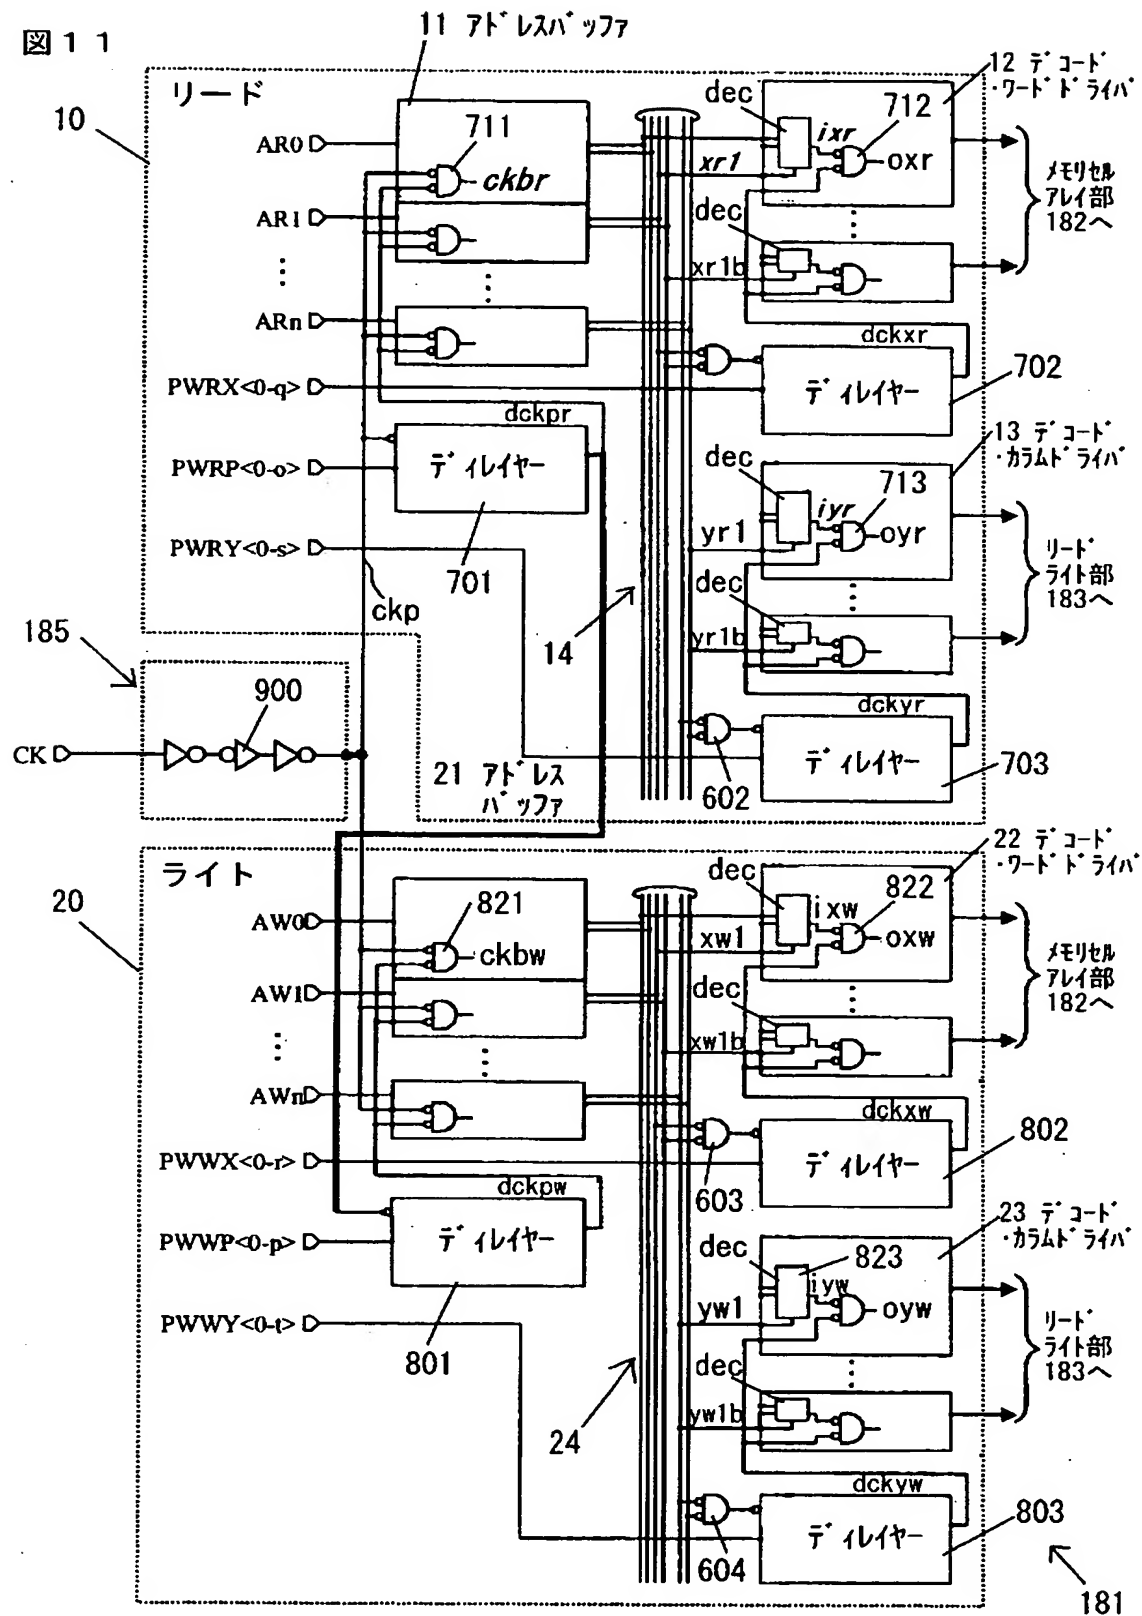 図11
11 アドレスバッファ
リード
10
12 デコード
・ワードドライバ
AR0
711
ckbr
dec
ixr
712
xr1
oxr
メモリセル
アレイ部
182へ
AR1
dec
xr1b
ARn
dckxr
PWRX<0-q>
ディレイヤー
702
dckpr
13 デコード
・カラムドライバ
PWRP<0-o>
ディレイヤー
dec
iyr
713
PWRY<0-s>
701
yr1
oyr
リード
ライト部
183へ
ckp
dec
14
yr1b
185
900
dckyr
CK
21 アドレス
バッファ
602
ディレイヤー
703
ライト
22 デコード
・ワードドライバ
20
AW0
821
ckbw
dec
ixw
822
xw1
oxw
メモリセル
アレイ部
182へ
AW1
dec
xw1b
AWn
dckxw
802
PWWX<0-r>
603
ディレイヤー
dckpw
23 デコード
・カラムドライバ
PWWP<0-p>
ディレイヤー
dec
823
iyw
PWWY<0-t>
801
yw1
oyw
リード
ライト部
183へ
dec
24
yw1b
dckyw
604
ディレイヤー
803
181